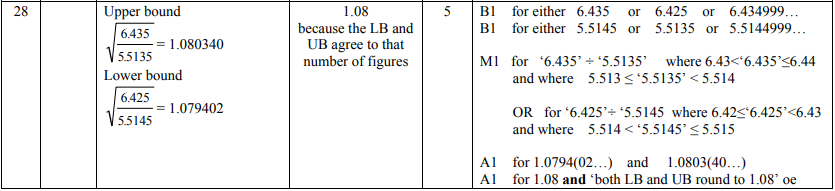 28
Upper bound
√(6.435/5.5135) = 1.080340
Lower bound
√(6.425/5.5145) = 1.079402
1.08
because the LB and
UB agree to that
number of figures
5
B1 for either 6.435 or 6.425 or 6.434999…
B1 for either 5.5145 or 5.5135 or 5.5144999…
M1 for ‘6.435’ ÷ ‘5.5135’ where 6.43<‘6.435’≤6.44
and where 5.513 ≤ ‘5.5135’ < 5.514
OR for ‘6.425’÷ ‘5.5145 where 6.42≤‘6.425’<6.43
and where 5.514 < ‘5.5145’ ≤ 5.515
A1 for 1.0794(02…) and 1.0803(40…)
A1 for 1.08 and ‘both LB and UB round to 1.08’ oe